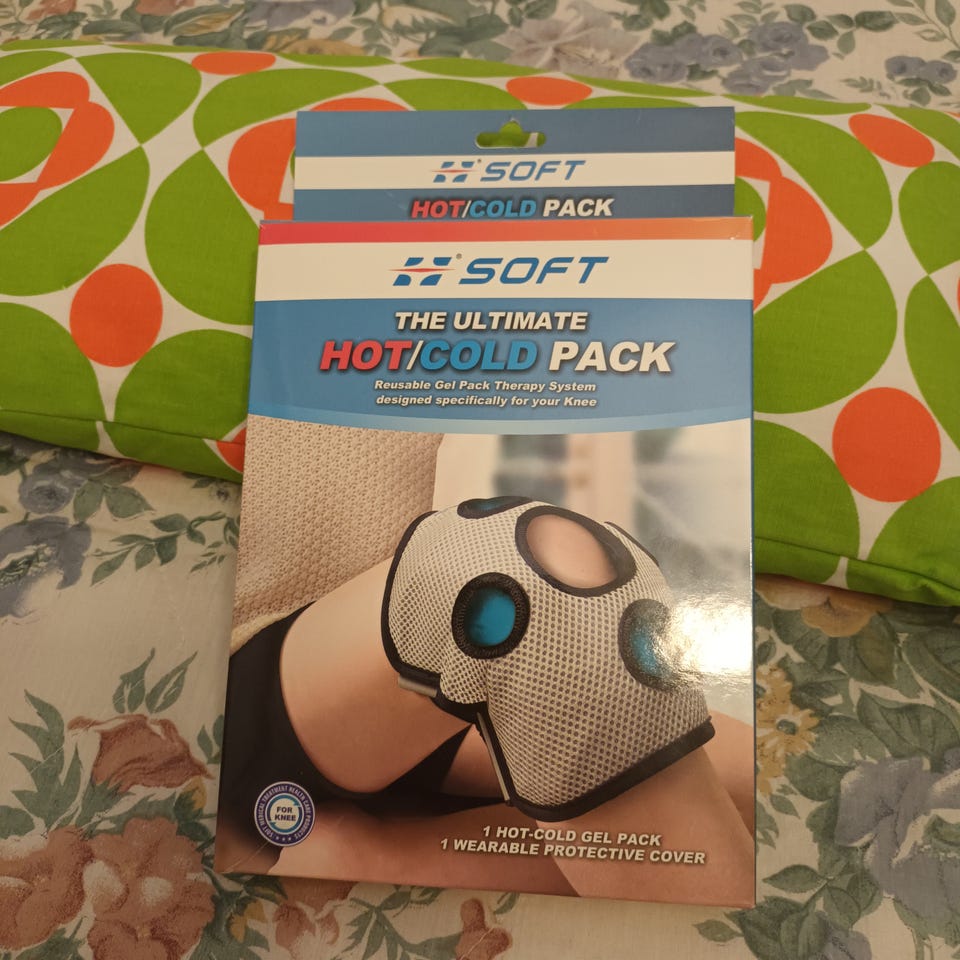 SOFT
HOT/COLD PACK
SOFT
THE ULTIMATE
HOT/COLD PACK
Reusable Gel Pack Therapy System
designed specifically for your Knee
FOR
KNEE
1 HOT-COLD GEL PACK
1 WEARABLE PROTECTIVE COVER